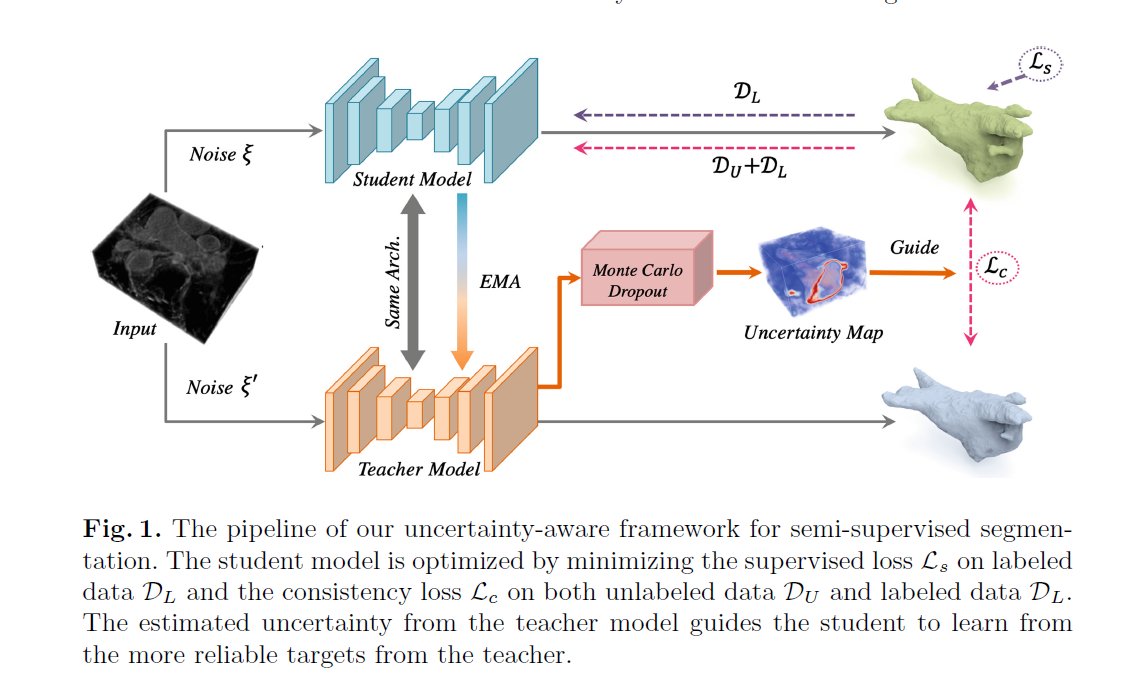 ℒs
𝒟L
Noise ξ
𝒟U+𝒟L
Student Model
Same Arch.
EMA
Monte Carlo
Dropout
Guide
ℒc
Input
Uncertainty Map
Noise ξ′
Teacher Model
Fig. 1. The pipeline of our uncertainty-aware framework for semi-supervised segmen-
tation. The student model is optimized by minimizing the supervised loss ℒs on labeled
data 𝒟L and the consistency loss ℒc on both unlabeled data 𝒟U and labeled data 𝒟L.
The estimated uncertainty from the teacher model guides the student to learn from
the more reliable targets from the teacher.